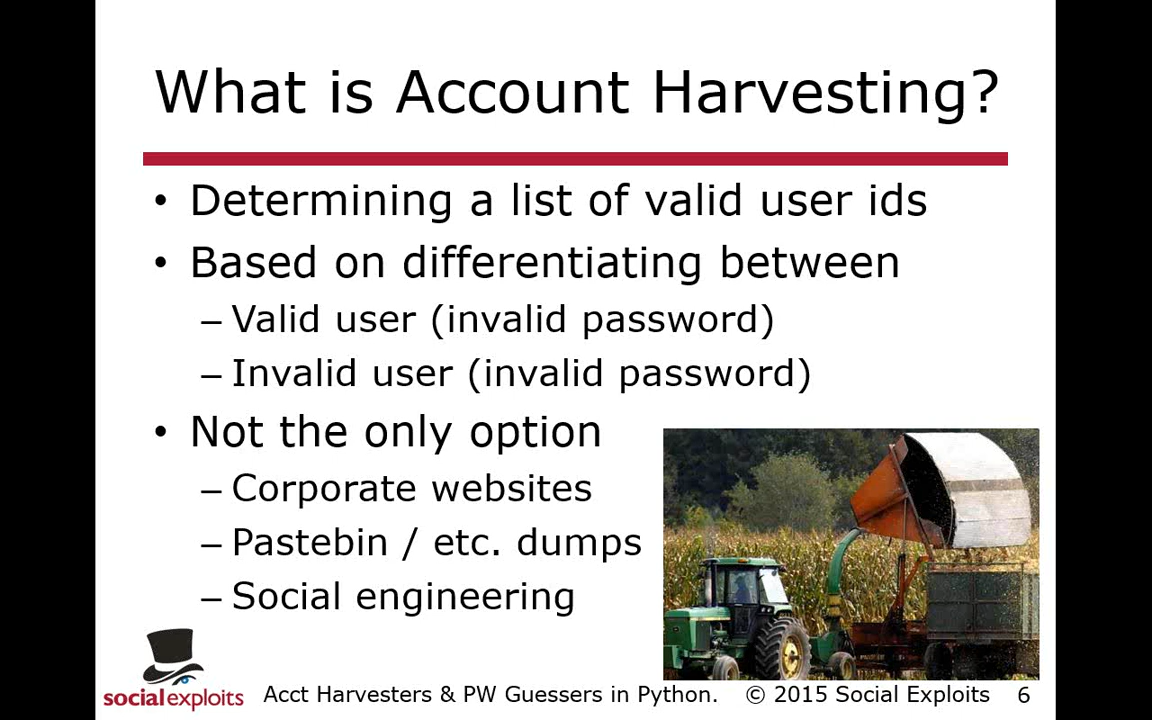 What is Account Harvesting?
• Determining a list of valid user ids
• Based on differentiating between
– Valid user (invalid password)
– Invalid user (invalid password)
• Not the only option
– Corporate websites
– Pastebin / etc. dumps
– Social engineering
socialexploits
Acct Harvesters & PW Guessers in Python. © 2015 Social Exploits 6